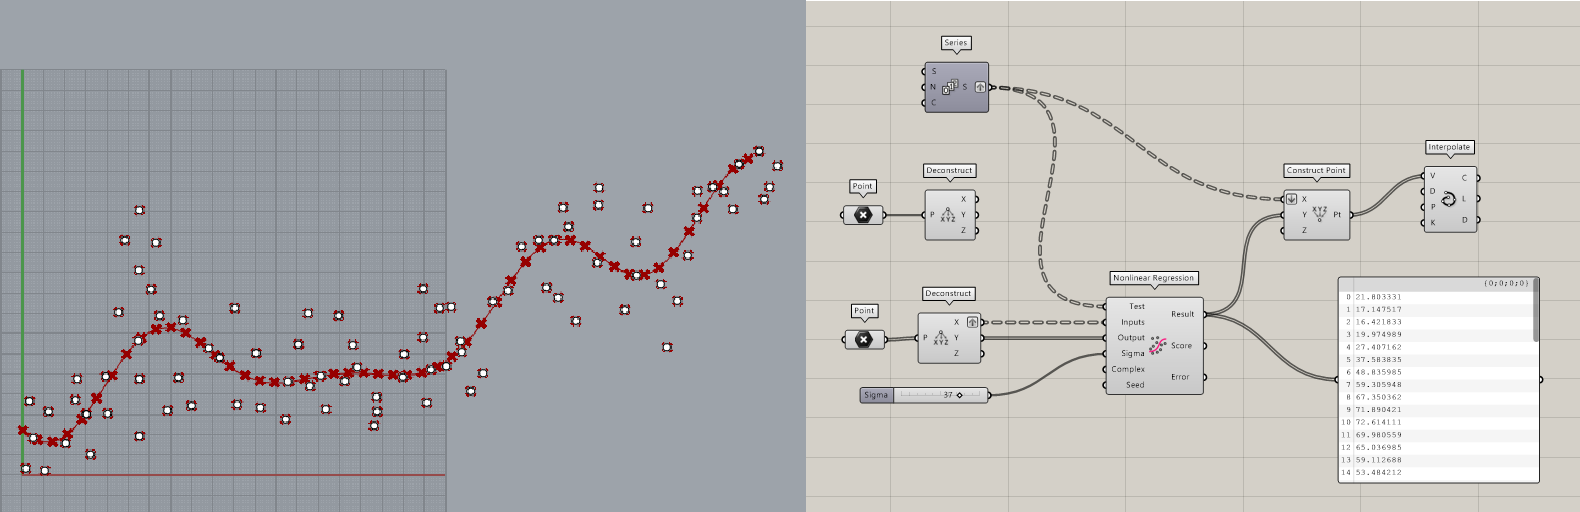 Series
S
N S
C
Interpolate
Deconstruct
Construct Point
Point
X
P XYZ Y
Z
X
Y XYZ Pt
Z
V C
D
P L
K D
Nonlinear Regression
Deconstruct
Point
X
P XYZ Y
Z
Test
Inputs Result
Output
Sigma Score
Complex
Seed Error
Sigma 37
{0;0;0;0}
0 21.803331
1 17.147517
2 16.421833
3 19.974989
4 27.407162
5 37.583835
6 48.835985
7 59.305948
8 67.350362
9 71.890421
10 72.614111
11 69.980559
12 65.036985
13 59.112688
14 53.484212